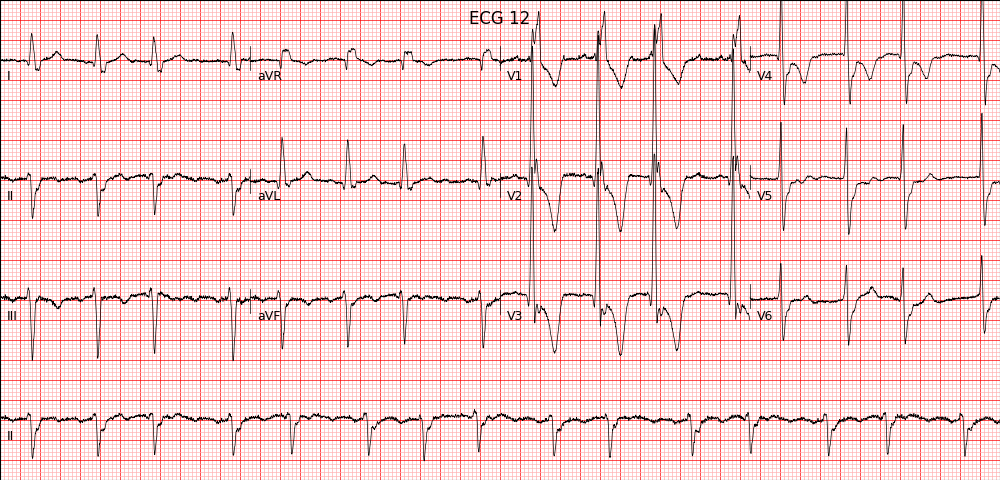 ECG 12
I aVR V1 V4
II aVL V2 V5
III aVF V3 V6
II